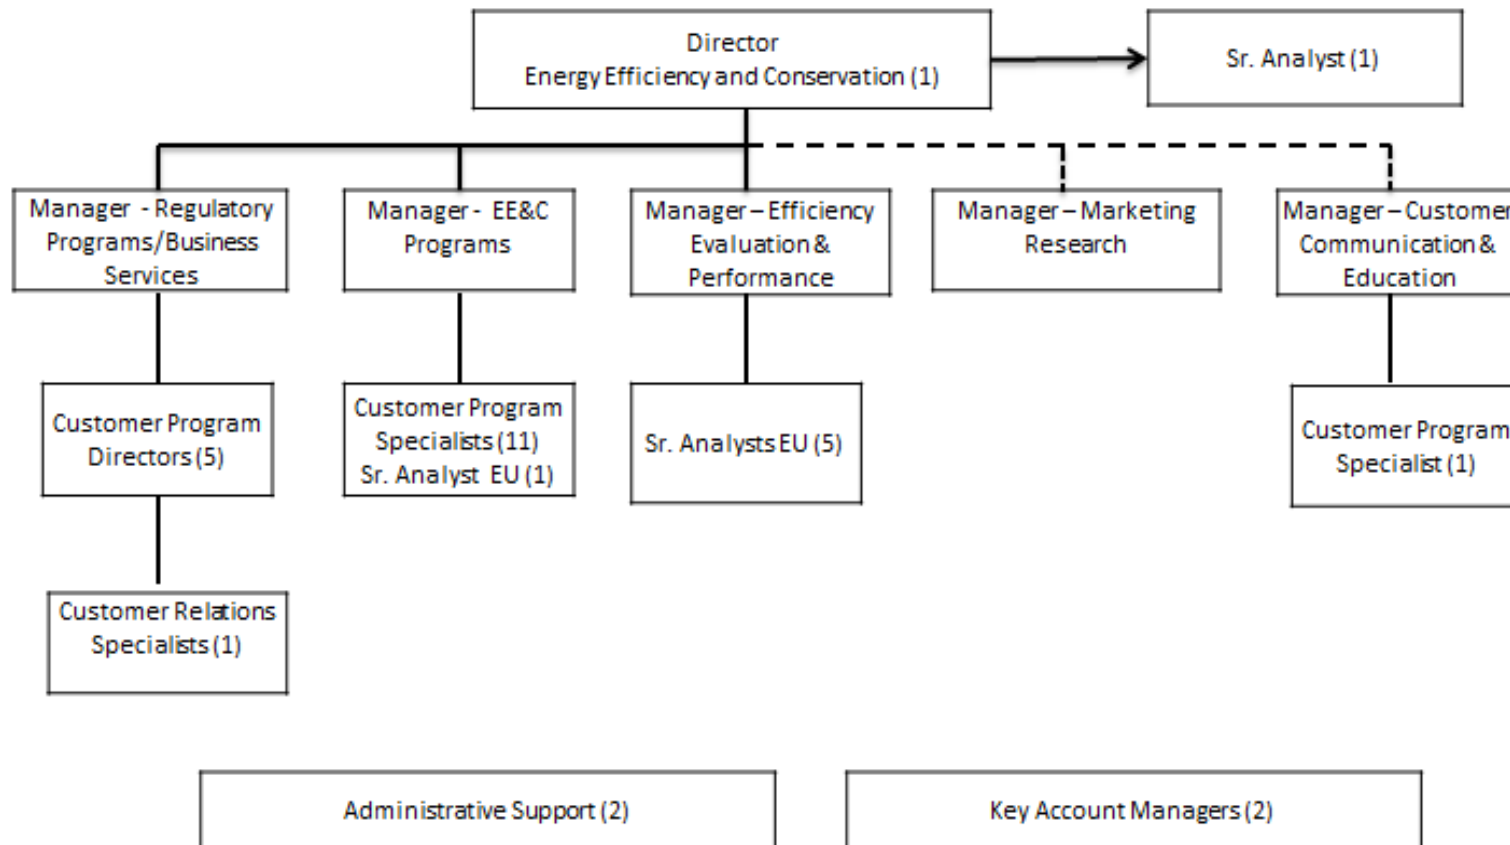 Director
Energy Efficiency and Conservation (1)
Sr. Analyst (1)
Manager - Regulatory
Programs/Business
Services
Manager - EE&C
Programs
Manager – Efficiency
Evaluation &
Performance
Manager – Marketing
Research
Manager – Customer
Communication &
Education
Customer Program
Directors (5)
Customer Program
Specialists (11)
Sr. Analyst EU (1)
Sr. Analysts EU (5)
Customer Program
Specialist (1)
Customer Relations
Specialists (1)
Administrative Support (2)
Key Account Managers (2)